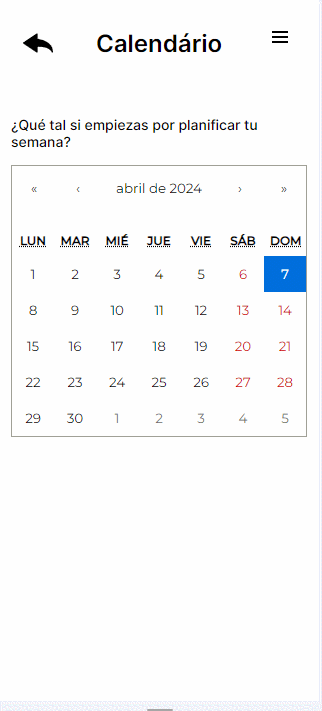 Calendário
¿Qué tal si empiezas por planificar tu
semana?
« ‹ abril de 2024 › »
LUN MAR MIÉ JUE VIE SÁB DOM
1 2 3 4 5 6 7
8 9 10 11 12 13 14
15 16 17 18 19 20 21
22 23 24 25 26 27 28
29 30 1 2 3 4 5